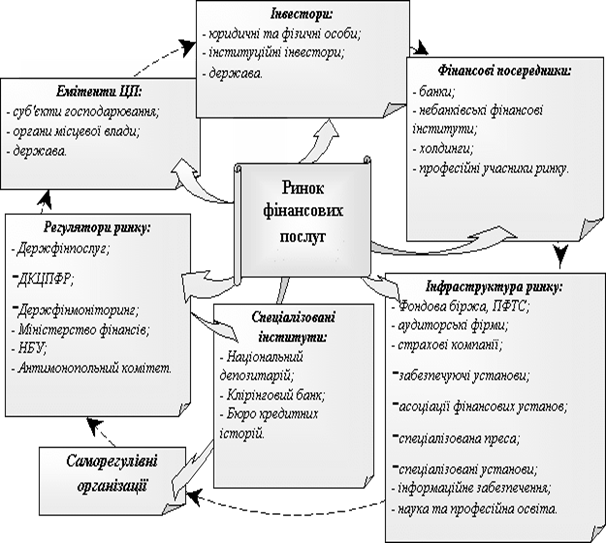 Інвестори:
- юридичні та фізичні особи;
- інституційні інвестори;
- держава.
Емітенти ЦП:
- суб'єкти господарювання;
- органи місцевої влади;
- держава.
Фінансові посередники:
- банки;
- небанківські фінансові
інститути;
- холдинги;
- професійні учасники ринку.
Ринок
фінансових
послуг
Регулятори ринку:
- Держфінпослуг;
-ДКЦПФР;
-Держфінмоніторинг;
- Міністерство фінансів;
- НБУ;
- Антимонопольний комітет.
Спеціалізовані
інститути:
- Національний
депозитарій;
- Кліринговий банк;
- Бюро кредитних
історій.
Інфраструктура ринку:
- Фондова біржа, ПФТС;
- аудиторські фірми;
- страхові компанії;
-забезпечуючі установи;
-асоціації фінансових установ;
-спеціалізована преса;
-спеціалізовані установи;
- інформаційне забезпечення;
- наука та професійна освіта.
Саморегулівні
організації